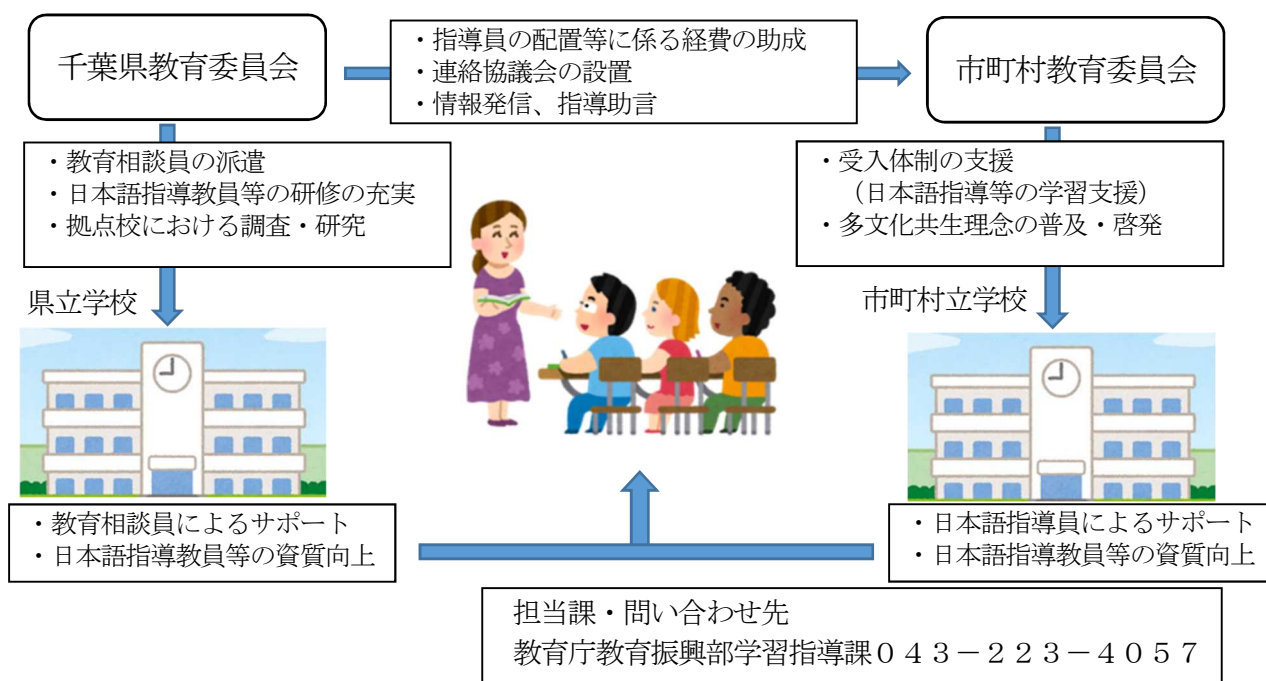 千葉県教育委員会
・指導員の配置等に係る経費の助成
・連絡協議会の設置
・情報発信、指導助言
市町村教育委員会
・教育相談員の派遣
・日本語指導教員等の研修の充実
・拠点校における調査・研究
・受入体制の支援
（日本語指導等の学習支援）
・多文化共生理念の普及・啓発
県立学校
市町村立学校
・教育相談員によるサポート
・日本語指導教員等の資質向上
・日本語指導員によるサポート
・日本語指導教員等の資質向上
担当課・問い合わせ先
教育庁教育振興部学習指導課０４３－２２３－４０５７